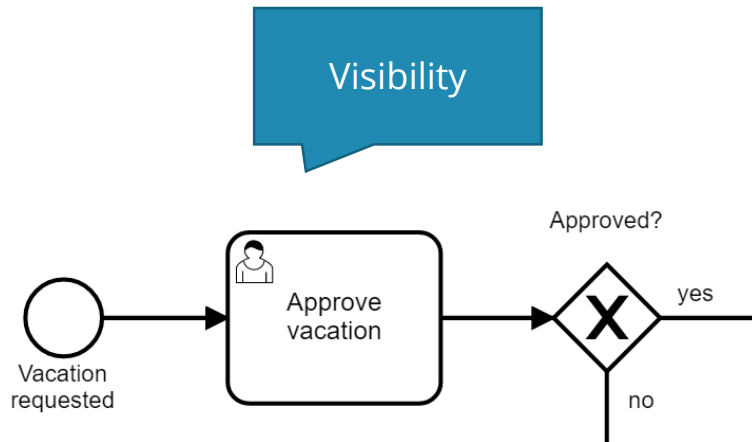 Visibility
Approved?
Approve
vacation
yes
Vacation
requested
no